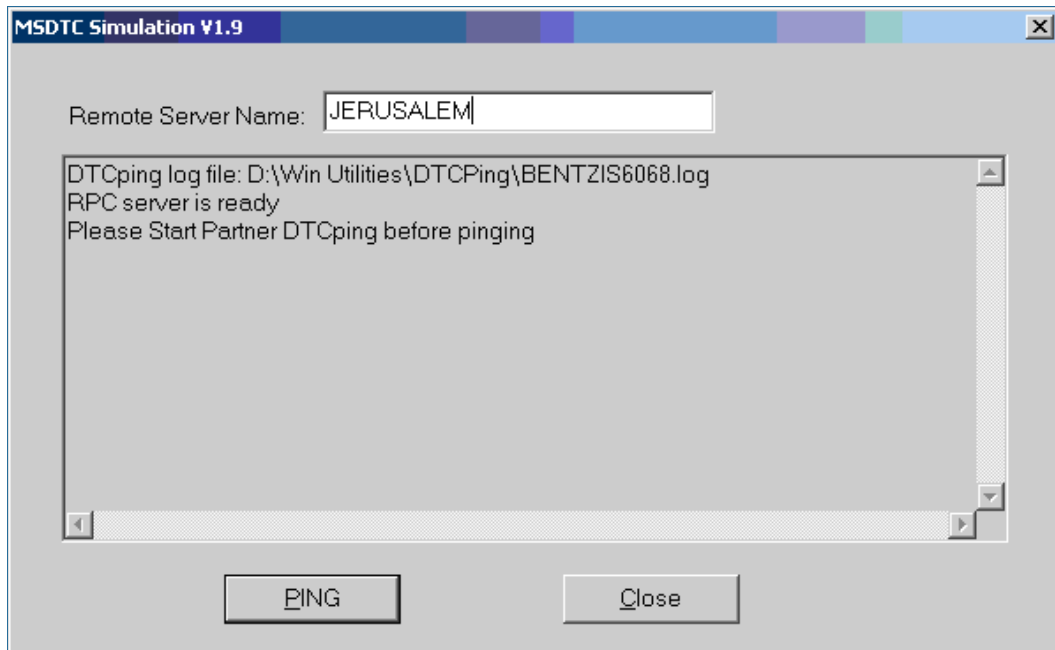 MSDTC Simulation V1.9
Remote Server Name: JERUSALEM
DTCping log file: D:\Win Utilities\DTCPing\BENTZIS6068.log
RPC server is ready
Please Start Partner DTCping before pinging
PING Close